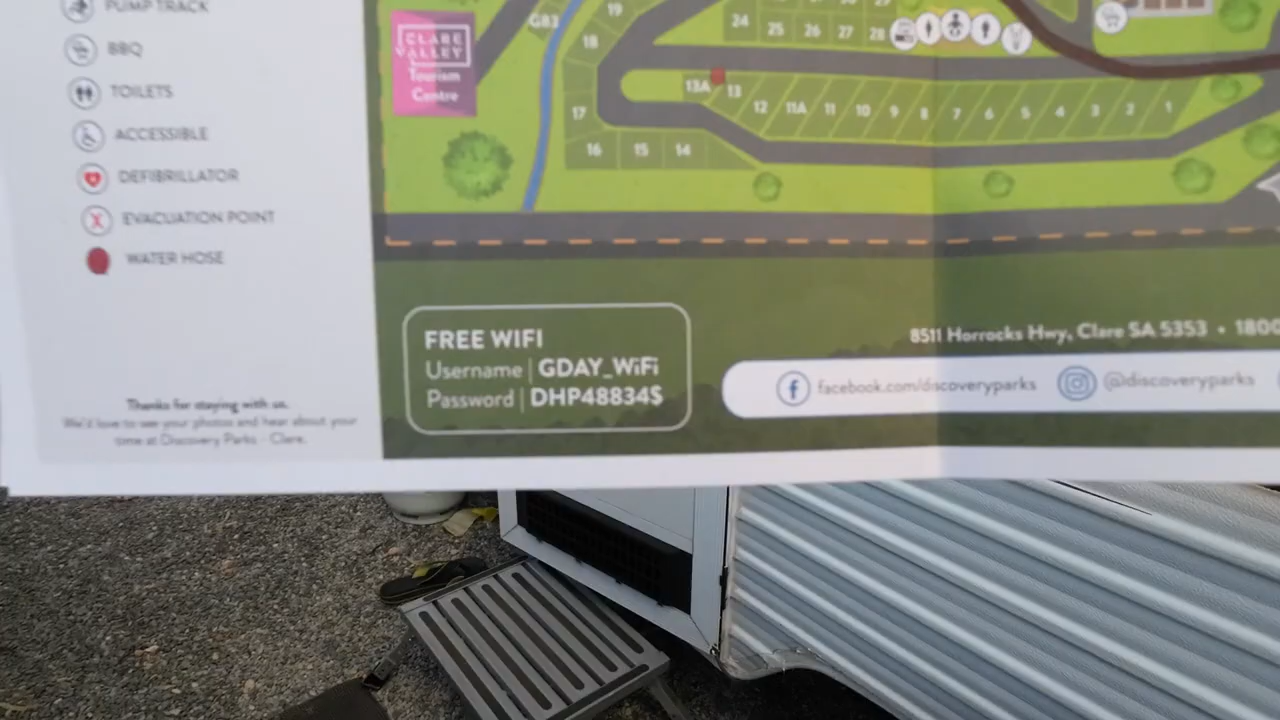 PUMP TRACK
BBQ
TOILETS
ACCESSIBLE
DEFIBRILLATOR
EVACUATION POINT
WATER HOSE
Thanks for staying with us.
We'd love to see your photos and hear about your
time at Discovery Parks - Clare.
CLARE
VALLEY
Tourism
Centre
G83
19
18
17
16 15 14
24 25 26 27 28
13A 13 12 11A 11 10 9 8 7 6 5 4 3 2 1
FREE WIFI
Username | GDAY_WiFi
Password | DHP48834$
8511 Horrocks Hwy, Clare SA 5353 • 1800
facebook.com/discoveryparks @discoveryparks